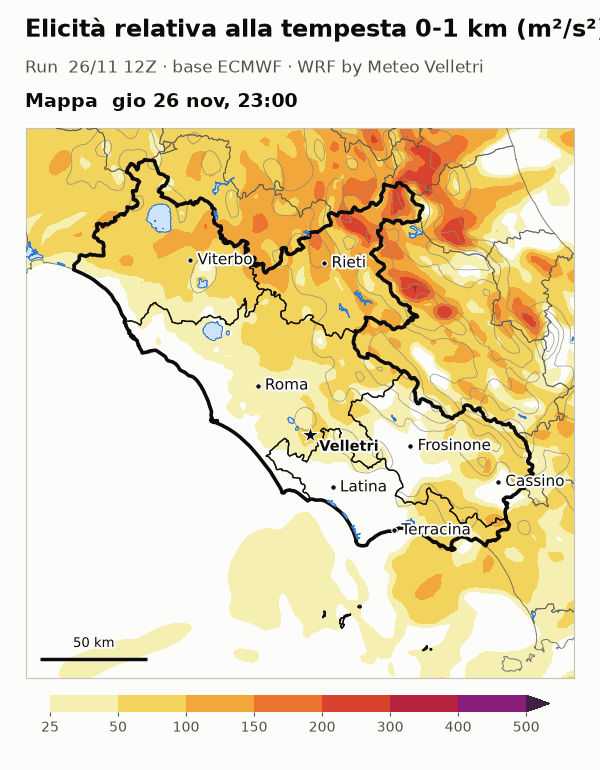 Elicità relativa alla tempesta 0-1 km (m²/s²)
Run 26/11 12Z · base ECMWF · WRF by Meteo Velletri
Mappa gio 26 nov, 23:00
Viterbo
Rieti
Roma
Velletri
Frosinone
Cassino
Latina
Terracina
50 km
25 50 100 150 200 300 400 500